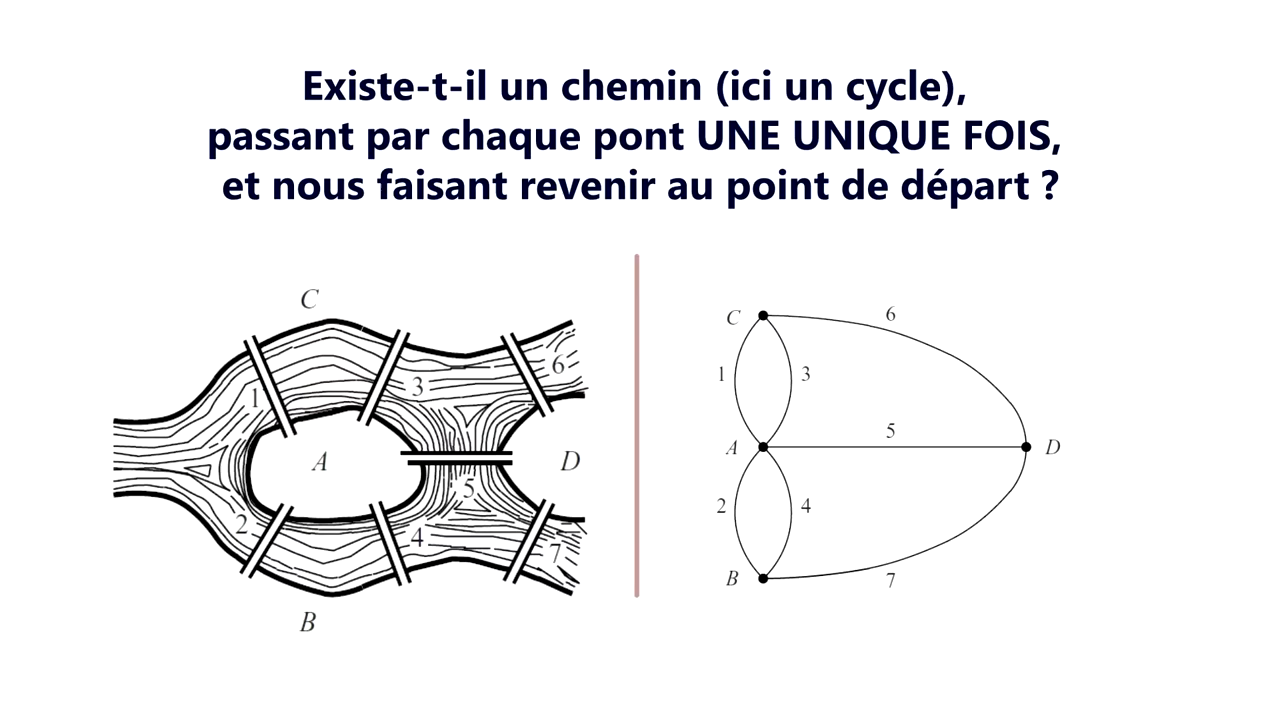 Existe-t-il un chemin (ici un cycle),
passant par chaque pont UNE UNIQUE FOIS,
et nous faisant revenir au point de départ ?
C
1
3
6
A
D
5
2
4
7
B
C
6
1
3
5
A
D
2
4
B
7